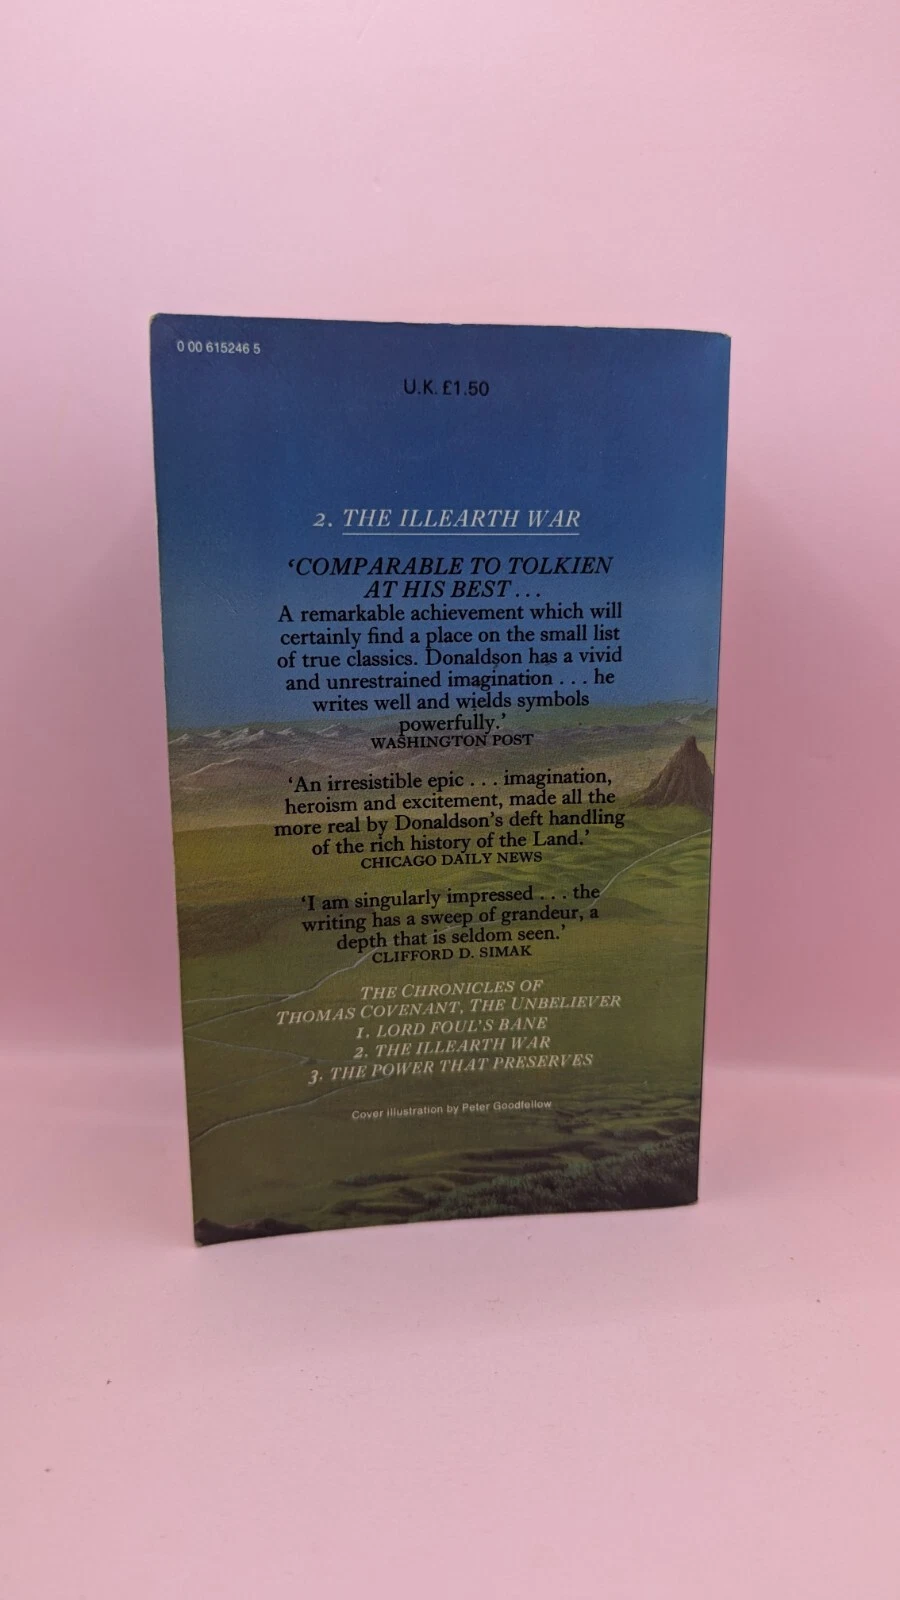 0 00 615246 5
U.K. £1.50
2. THE ILLEARTH WAR
‘COMPARABLE TO TOLKIEN
AT HIS BEST . . .
A remarkable achievement which will
certainly find a place on the small list
of true classics. Donaldson has a vivid
and unrestrained imagination . . . he
writes well and wields symbols
powerfully.’
WASHINGTON POST
‘An irresistible epic . . . imagination,
heroism and excitement, made all the
more real by Donaldson’s deft handling
of the rich history of the Land.’
CHICAGO DAILY NEWS
‘I am singularly impressed . . . the
writing has a sweep of grandeur, a
depth that is seldom seen.’
CLIFFORD D. SIMAK
THE CHRONICLES OF
THOMAS COVENANT, THE UNBELIEVER
1. LORD FOUL’S BANE
2. THE ILLEARTH WAR
3. THE POWER THAT PRESERVES
Cover illustration by Peter Goodfellow